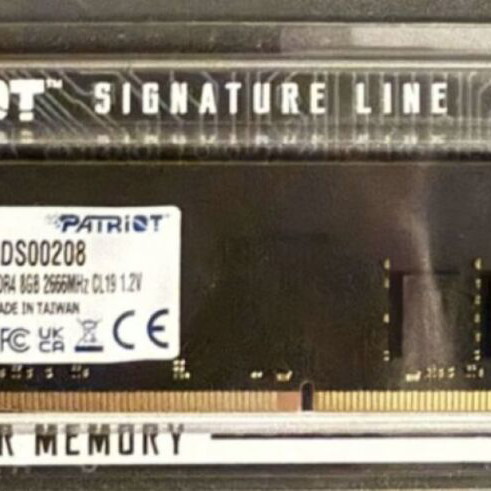 OT™ SIGNATURE LINE
PATRIOT
DS00208
DR4 8GB 2666MHz CL19 1.2V
ADE IN TAIWAN
FC UK CA CE
R MEMORY